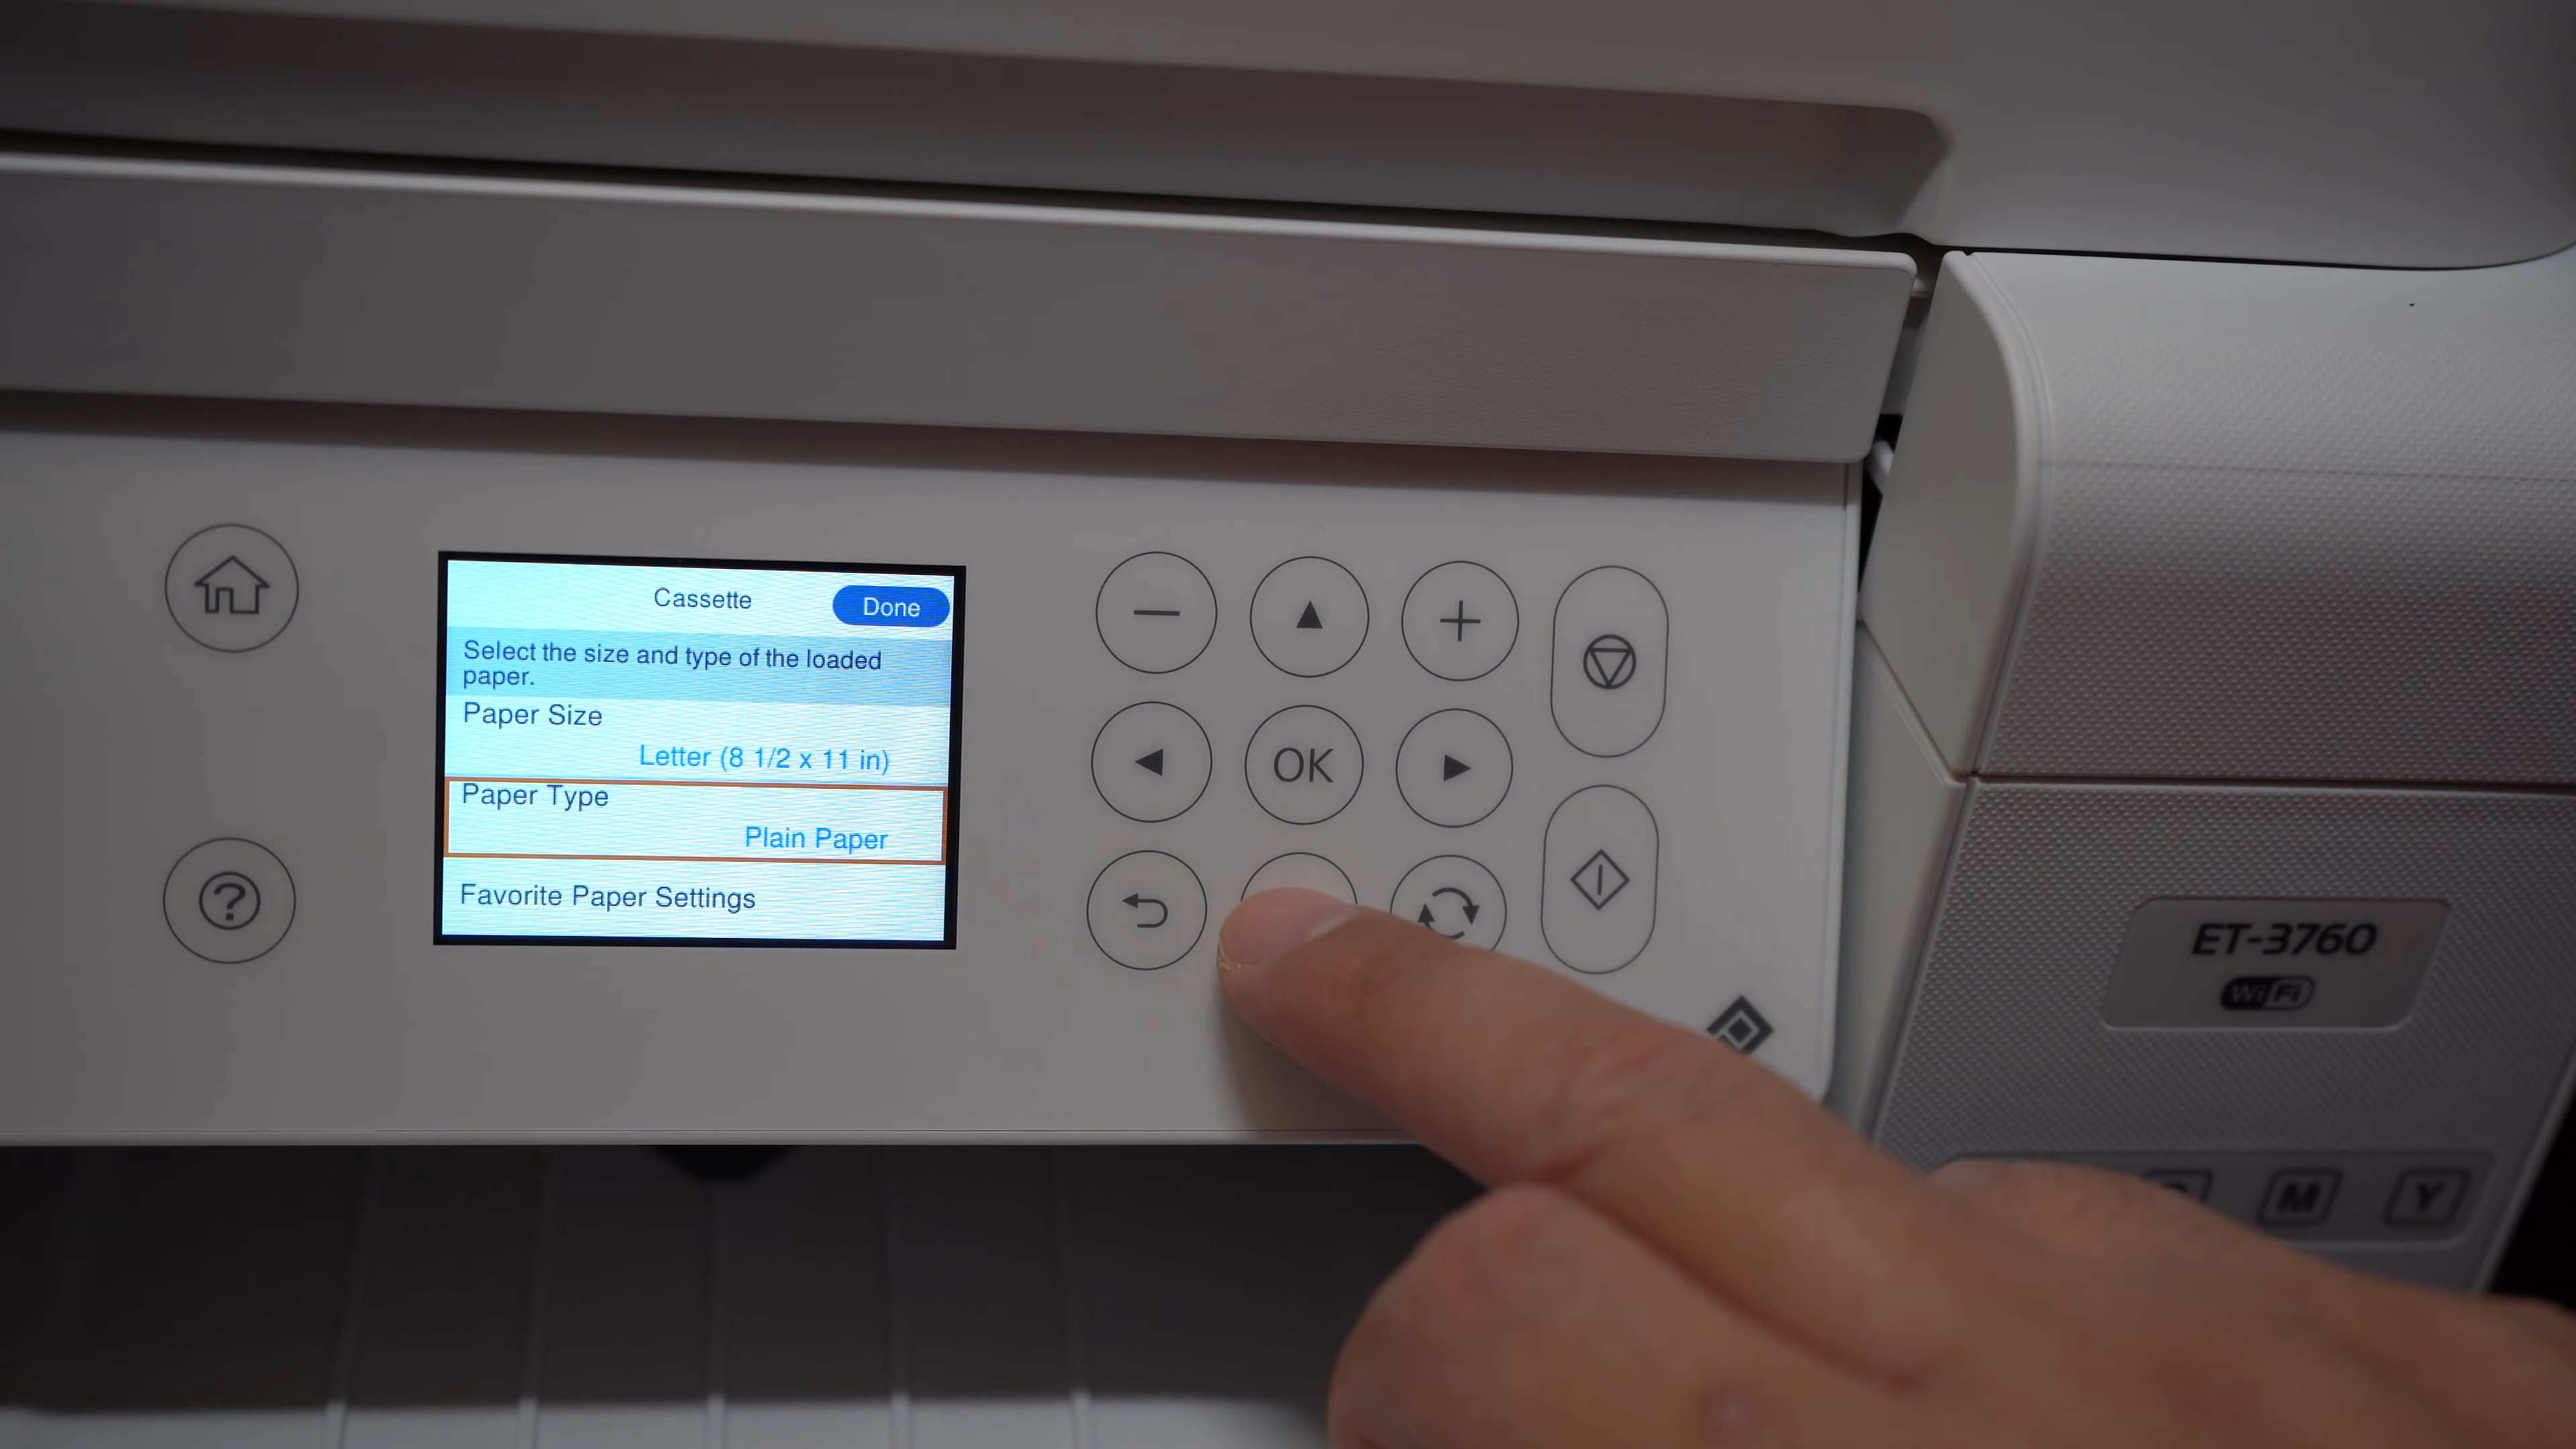 Cassette
Done
Select the size and type of the loaded
paper.
Paper Size
Letter (8 1/2 x 11 in)
Paper Type
Plain Paper
Favorite Paper Settings
OK
?
ET-3760
WiFi
M
Y